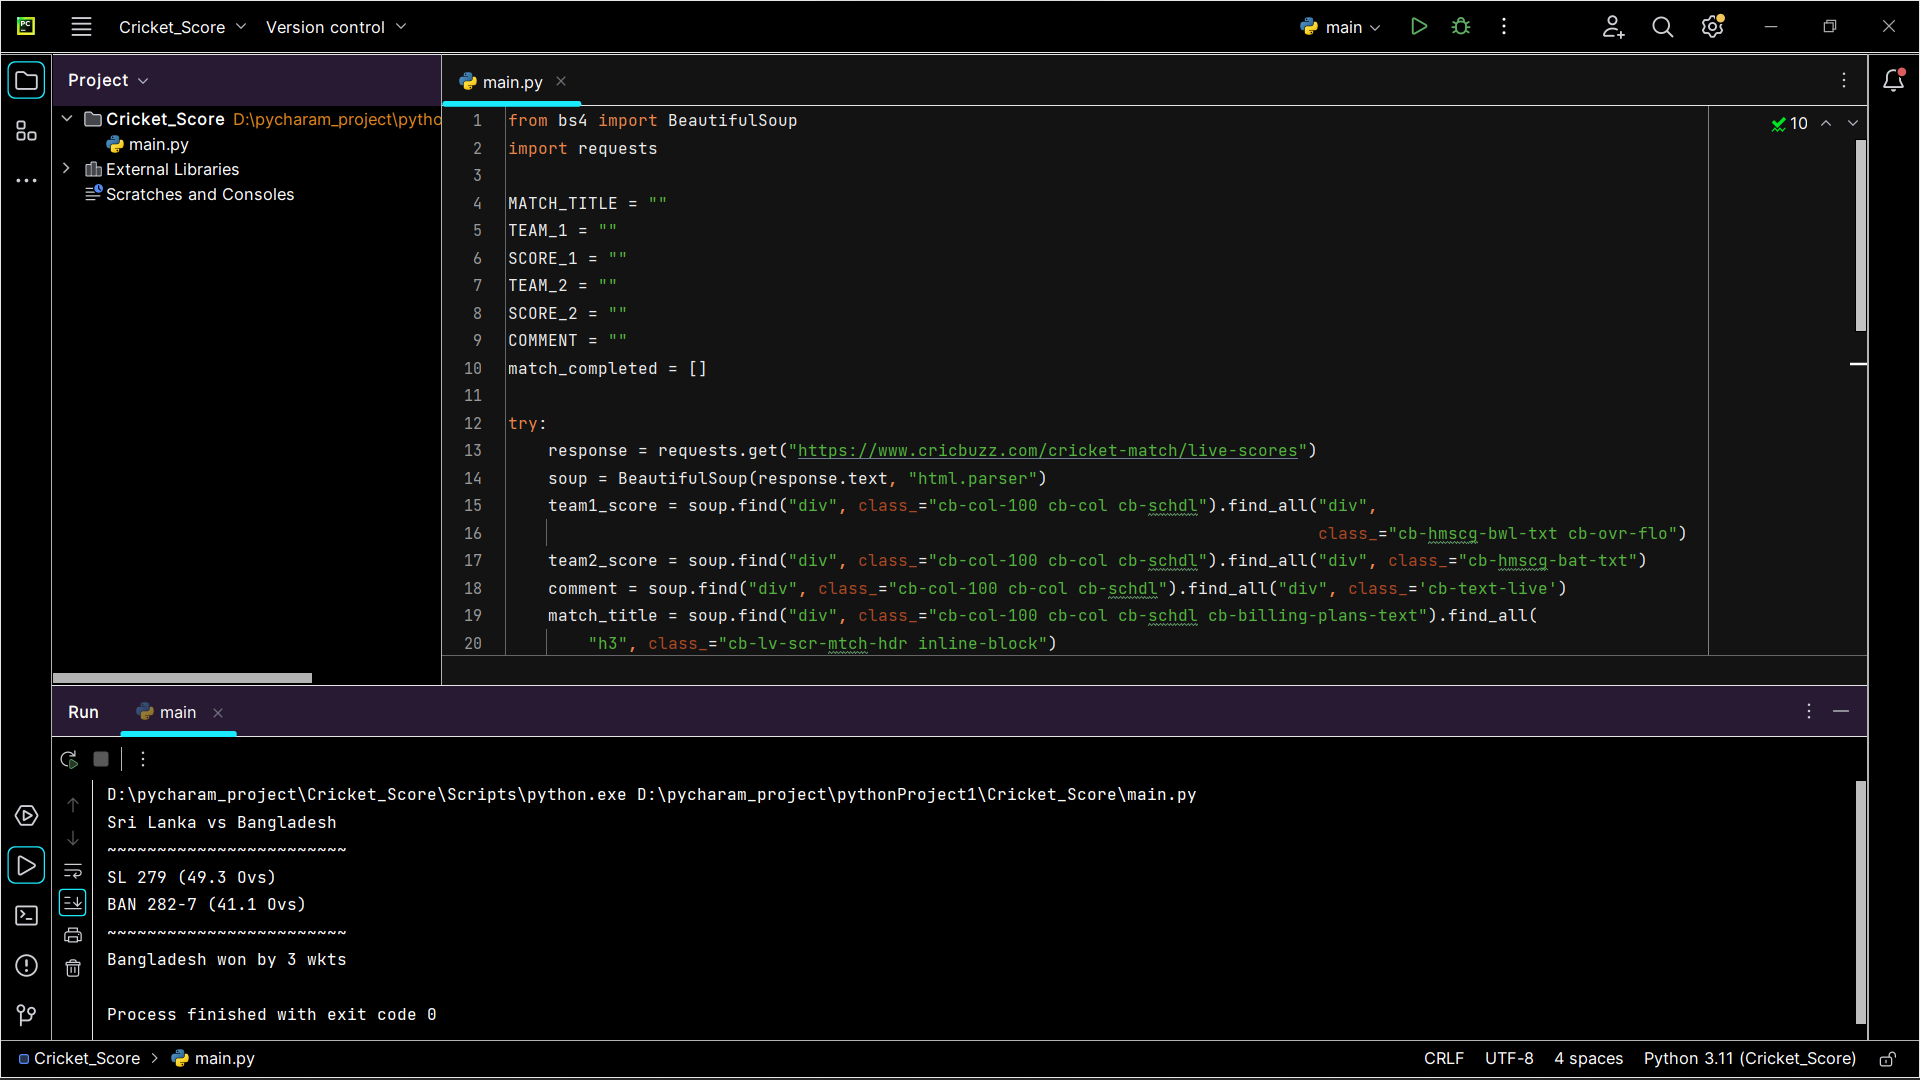 PC
Cricket_Score
Version control
main
Project
main.py
Cricket_Score D:\pycharam_project\pytho
main.py
External Libraries
Scratches and Consoles
10
1 from bs4 import BeautifulSoup
2 import requests
3
4 MATCH_TITLE = ""
5 TEAM_1 = ""
6 SCORE_1 = ""
7 TEAM_2 = ""
8 SCORE_2 = ""
9 COMMENT = ""
10 match_completed = []
11
12 try:
13 response = requests.get("https://www.cricbuzz.com/cricket-match/live-scores")
14 soup = BeautifulSoup(response.text, "html.parser")
15 team1_score = soup.find("div", class_="cb-col-100 cb-col cb-schdl").find_all("div",
16 class_="cb-hmscg-bwl-txt cb-ovr-flo")
17 team2_score = soup.find("div", class_="cb-col-100 cb-col cb-schdl").find_all("div", class_="cb-hmscg-bat-txt")
18 comment = soup.find("div", class_="cb-col-100 cb-col cb-schdl").find_all("div", class_='cb-text-live')
19 match_title = soup.find("div", class_="cb-col-100 cb-col cb-schdl cb-billing-plans-text").find_all(
20 "h3", class_="cb-lv-scr-mtch-hdr inline-block")
Run
main
D:\pycharam_project\Cricket_Score\Scripts\python.exe D:\pycharam_project\pythonProject1\Cricket_Score\main.py
Sri Lanka vs Bangladesh
~~~~~~~~~~~~~~~~~~~~~~~~
SL 279 (49.3 Ovs)
BAN 282-7 (41.1 Ovs)
~~~~~~~~~~~~~~~~~~~~~~~~
Bangladesh won by 3 wkts
Process finished with exit code 0
Cricket_Score
main.py
CRLF
UTF-8
4 spaces
Python 3.11 (Cricket_Score)